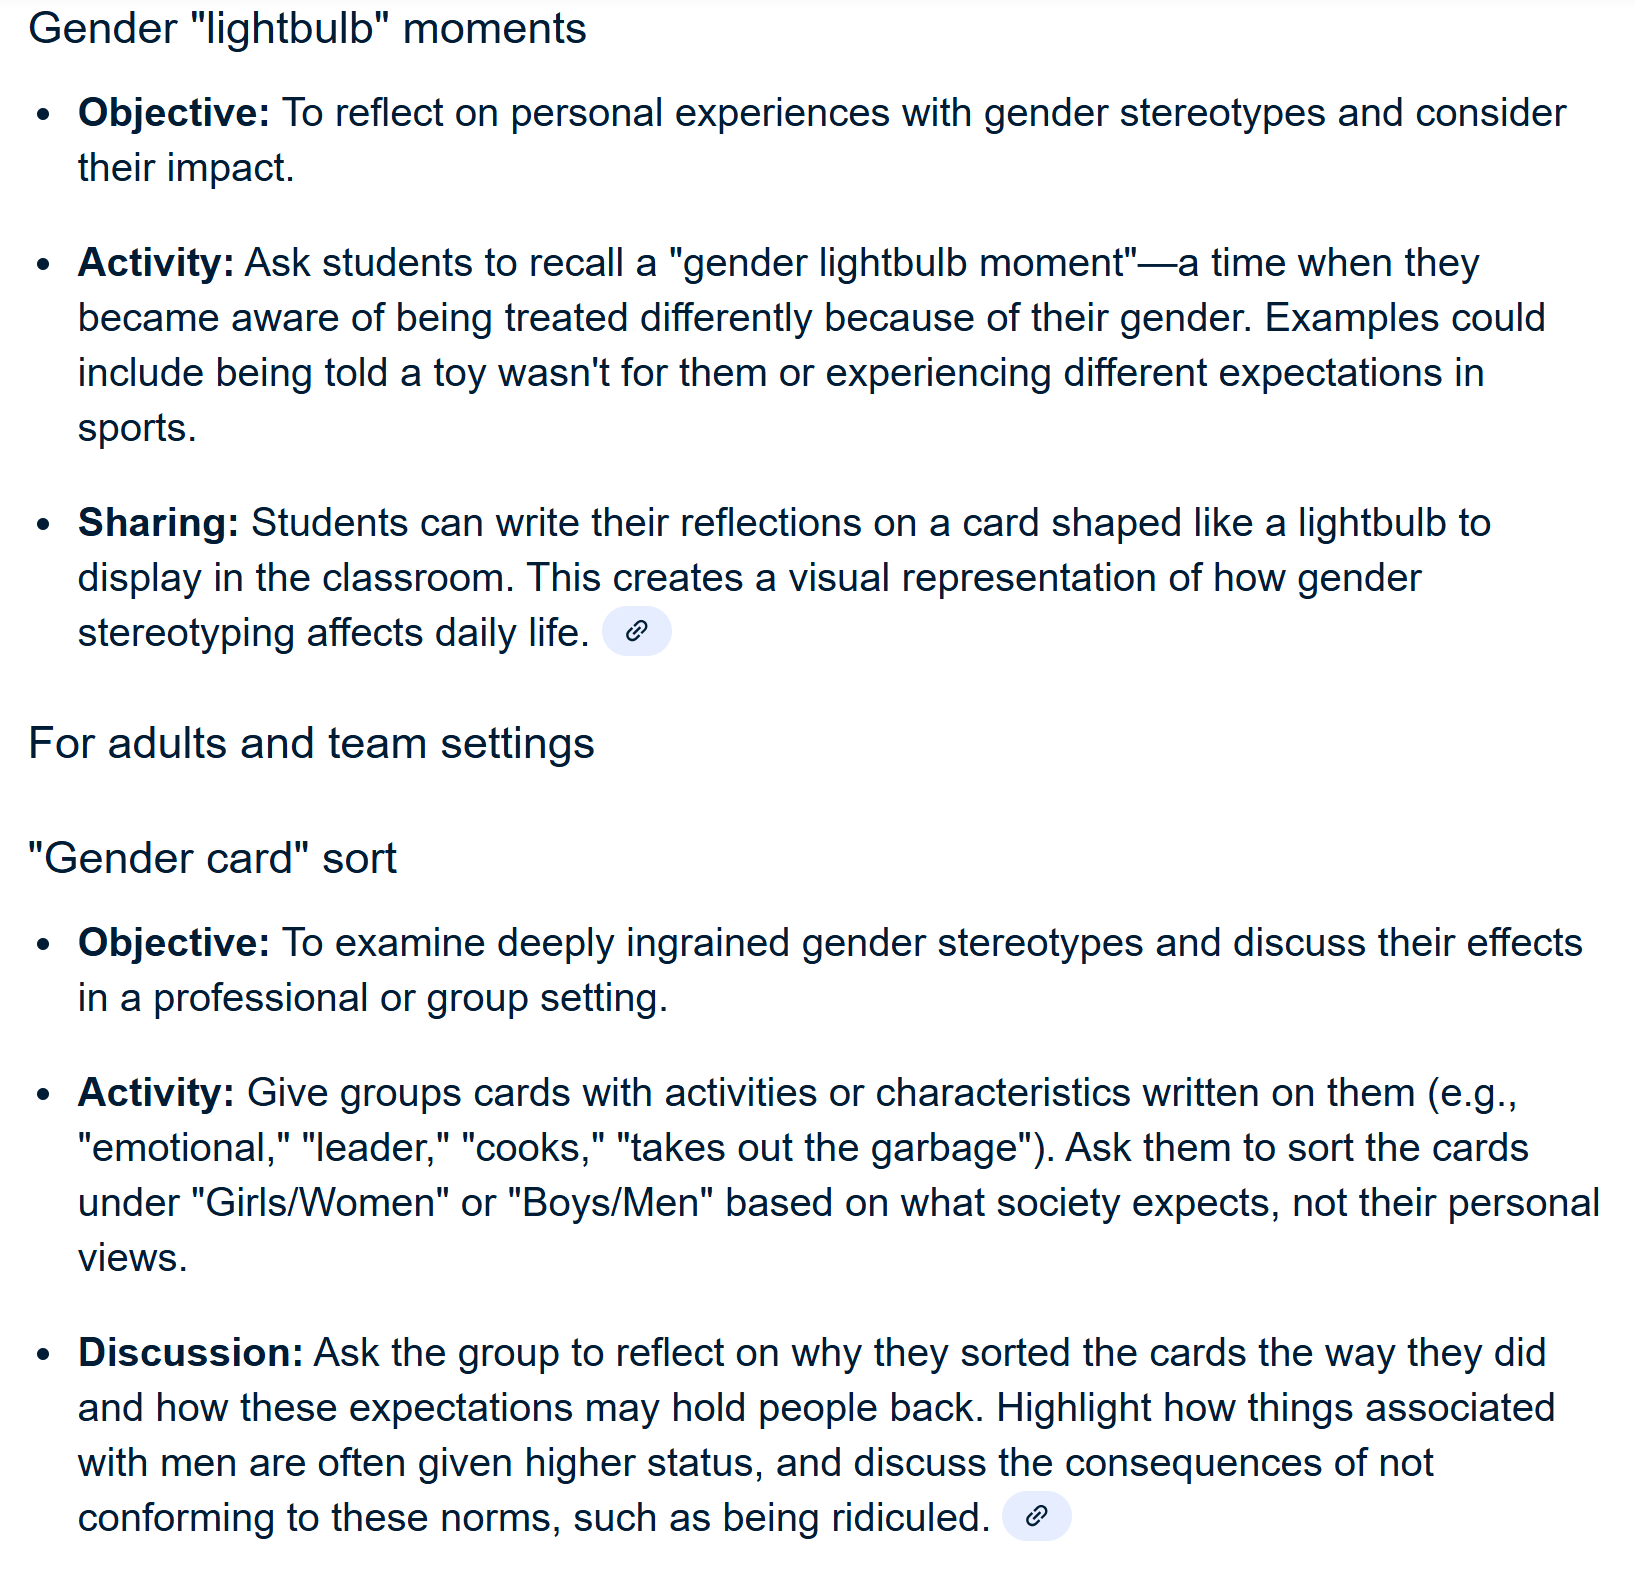 Gender "lightbulb" moments
• Objective: To reflect on personal experiences with gender stereotypes and consider
their impact.
• Activity: Ask students to recall a "gender lightbulb moment"—a time when they
became aware of being treated differently because of their gender. Examples could
include being told a toy wasn't for them or experiencing different expectations in
sports.
• Sharing: Students can write their reflections on a card shaped like a lightbulb to
display in the classroom. This creates a visual representation of how gender
stereotyping affects daily life.
For adults and team settings
"Gender card" sort
• Objective: To examine deeply ingrained gender stereotypes and discuss their effects
in a professional or group setting.
• Activity: Give groups cards with activities or characteristics written on them (e.g.,
"emotional," "leader," "cooks," "takes out the garbage"). Ask them to sort the cards
under "Girls/Women" or "Boys/Men" based on what society expects, not their personal
views.
• Discussion: Ask the group to reflect on why they sorted the cards the way they did
and how these expectations may hold people back. Highlight how things associated
with men are often given higher status, and discuss the consequences of not
conforming to these norms, such as being ridiculed.